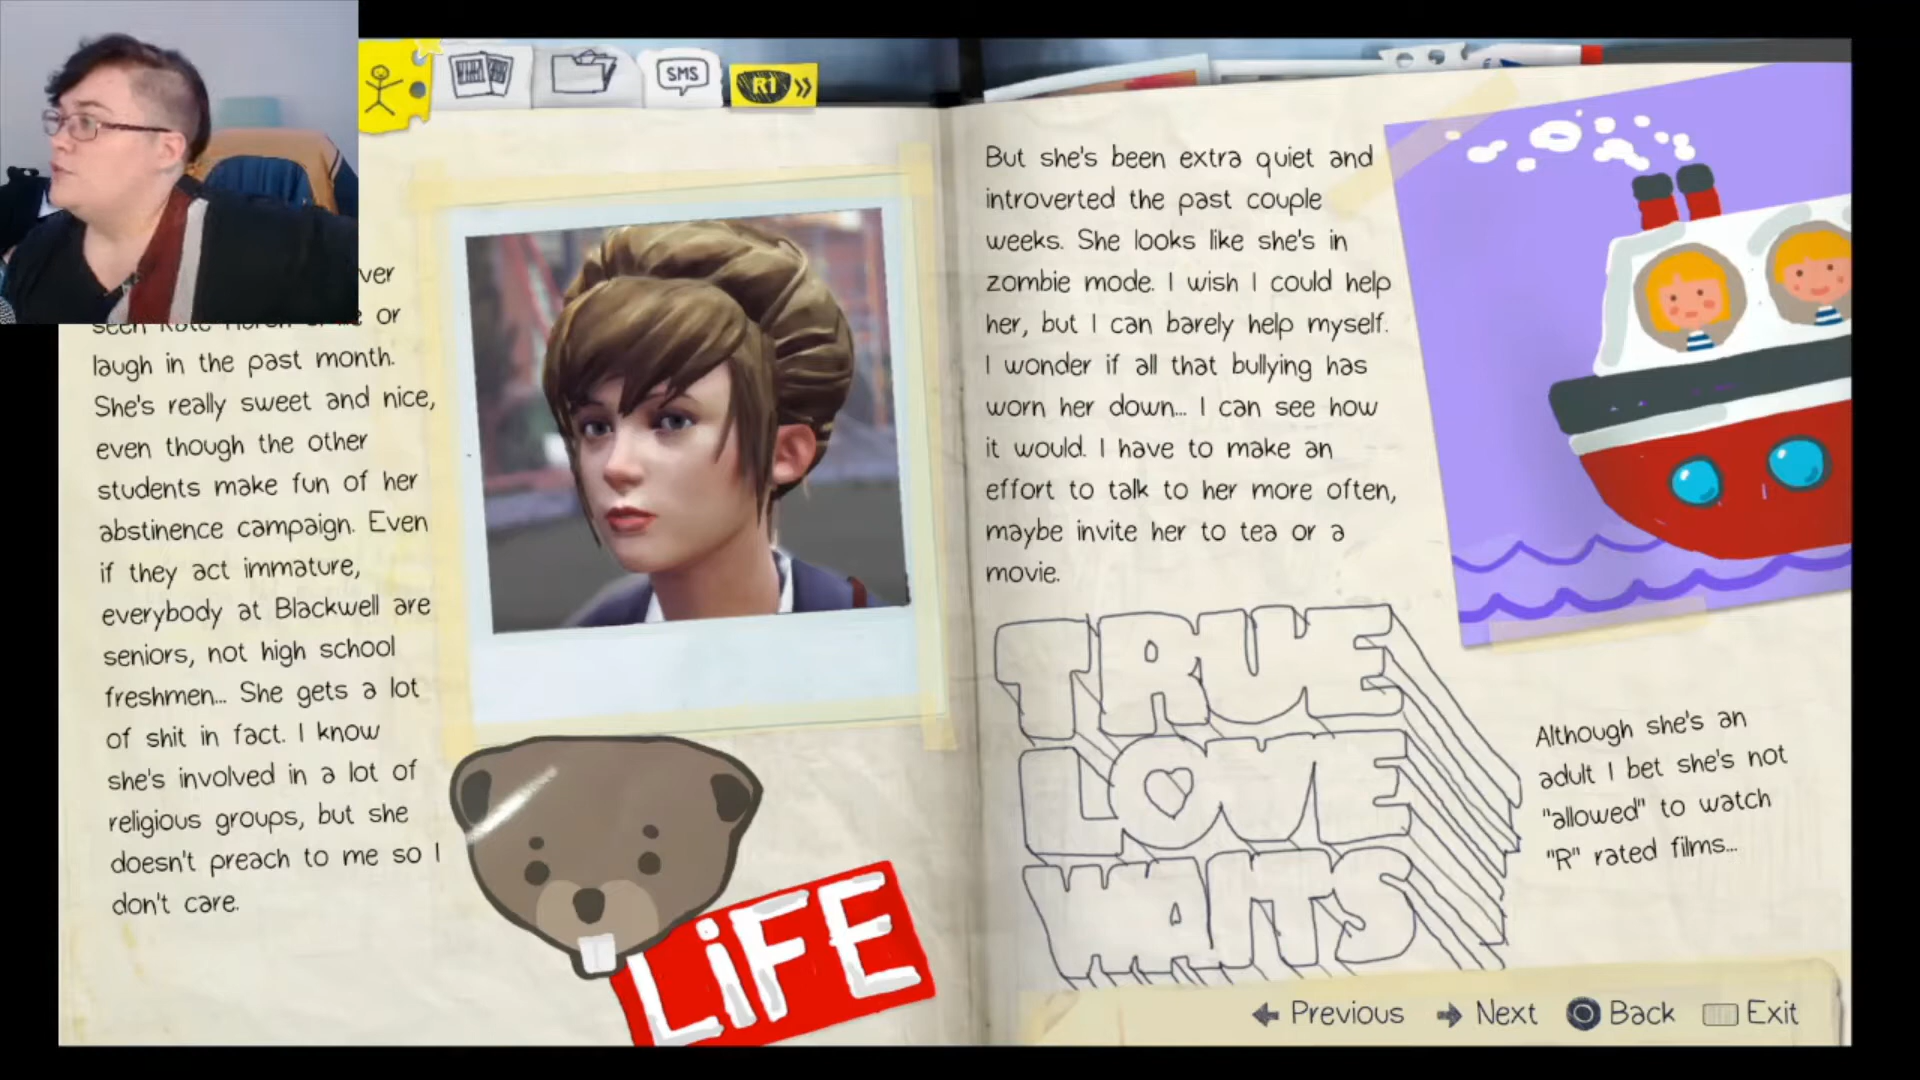 SMS
R1
ver
seen Kate or
laugh in the past month.
She's really sweet and nice,
even though the other
students make fun of her
abstinence campaign. Even
if they act immature,
everybody at Blackwell are
seniors, not high school
freshmen... She gets a lot
of shit in fact. I know
she's involved in a lot of
religious groups, but she
doesn't preach to me so I
don't care.
LiFE
But she's been extra quiet and
introverted the past couple
weeks. She looks like she's in
zombie mode. I wish I could help
her, but I can barely help myself.
I wonder if all that bullying has
worn her down... I can see how
it would. I have to make an
effort to talk to her more often,
maybe invite her to tea or a
movie.
TRUE
LOVE
WAITS
Although she's an
adult I bet she's not
"allowed" to watch
"R" rated films...
Previous Next Back Exit